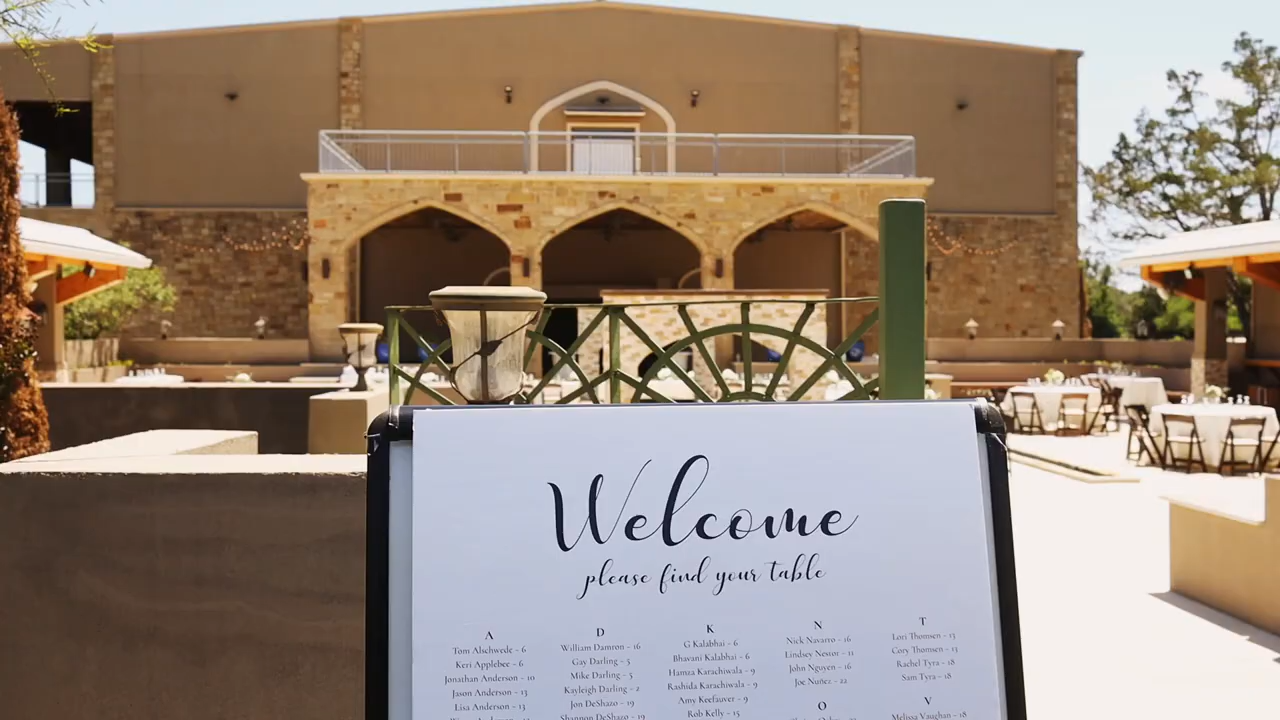 Welcome
please find your table
A
Tom Alschwede - 6
Keri Applebee - 6
Jonathan Anderson - 10
Jason Anderson - 13
Lisa Anderson - 13
D
William Damron - 16
Gay Darling - 5
Mike Darling - 5
Kayleigh Darling - 2
Jon DeShazo - 19
Shannon DeShazo - 19
K
G Kalabhai - 6
Bhavani Kalabhai - 6
Hamza Karachiwala - 9
Rashida Karachiwala - 9
Amy Keefauver - 9
Rob Kelly - 15
N
Nick Navarro - 16
Lindsey Nestor - 11
John Nguyen - 16
Joe Nuñez - 22
O
T
Lori Thomsen - 13
Cory Thomsen - 13
Rachel Tyra - 18
Sam Tyra - 18
V
Melissa Vaughan - 18